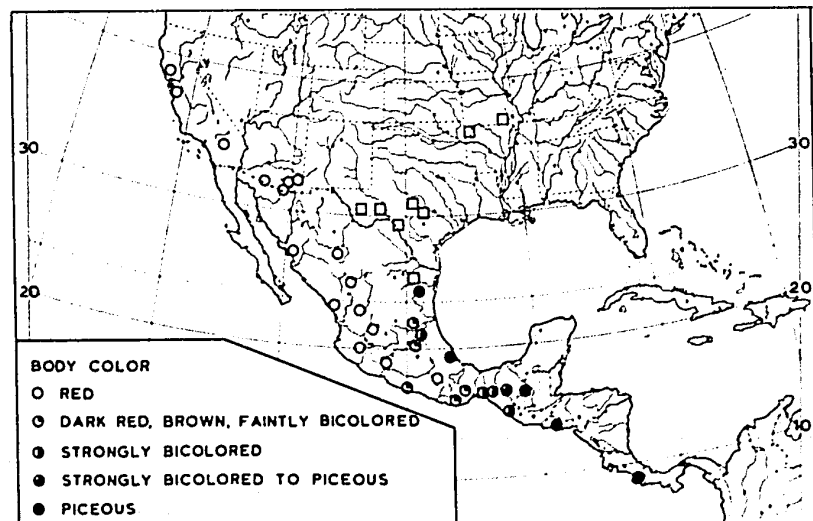 30
30
20
20
10
BODY COLOR
RED
DARK RED, BROWN, FAINTLY BICOLORED
STRONGLY BICOLORED
STRONGLY BICOLORED TO PICEOUS
PICEOUS